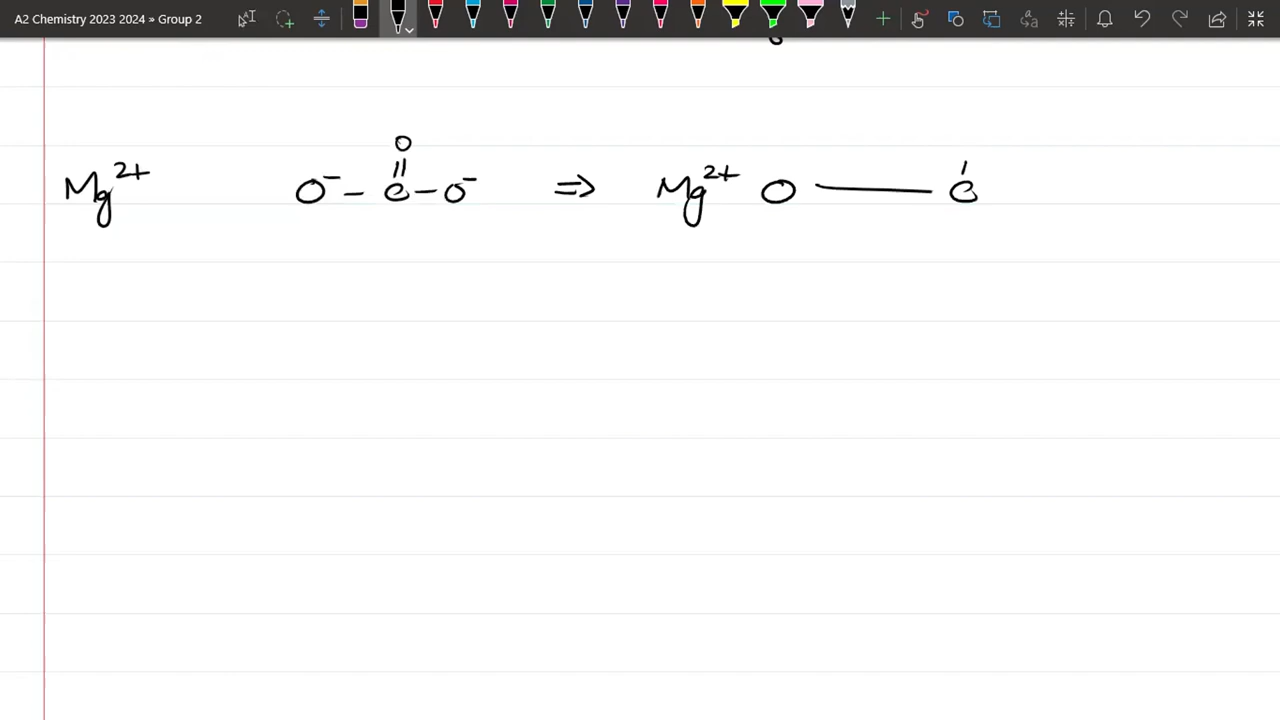 A2 Chemistry 2023 2024 » Group 2
O
Mg²⁺ O⁻ – C – O⁻ ⇒ Mg²⁺ O — C